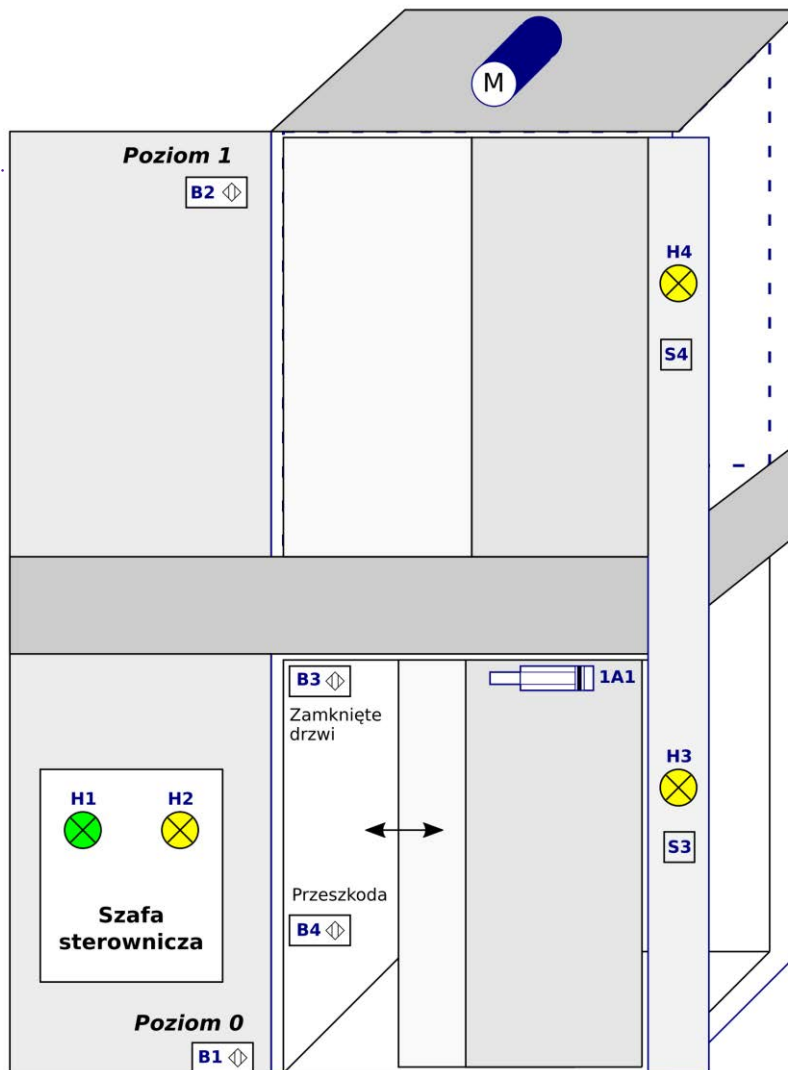 M
Poziom 1
B2
H4
S4
B3
1A1
Zamknięte
drzwi
H3
H1
H2
S3
Przeszkoda
Szafa
sterownicza
B4
Poziom 0
B1